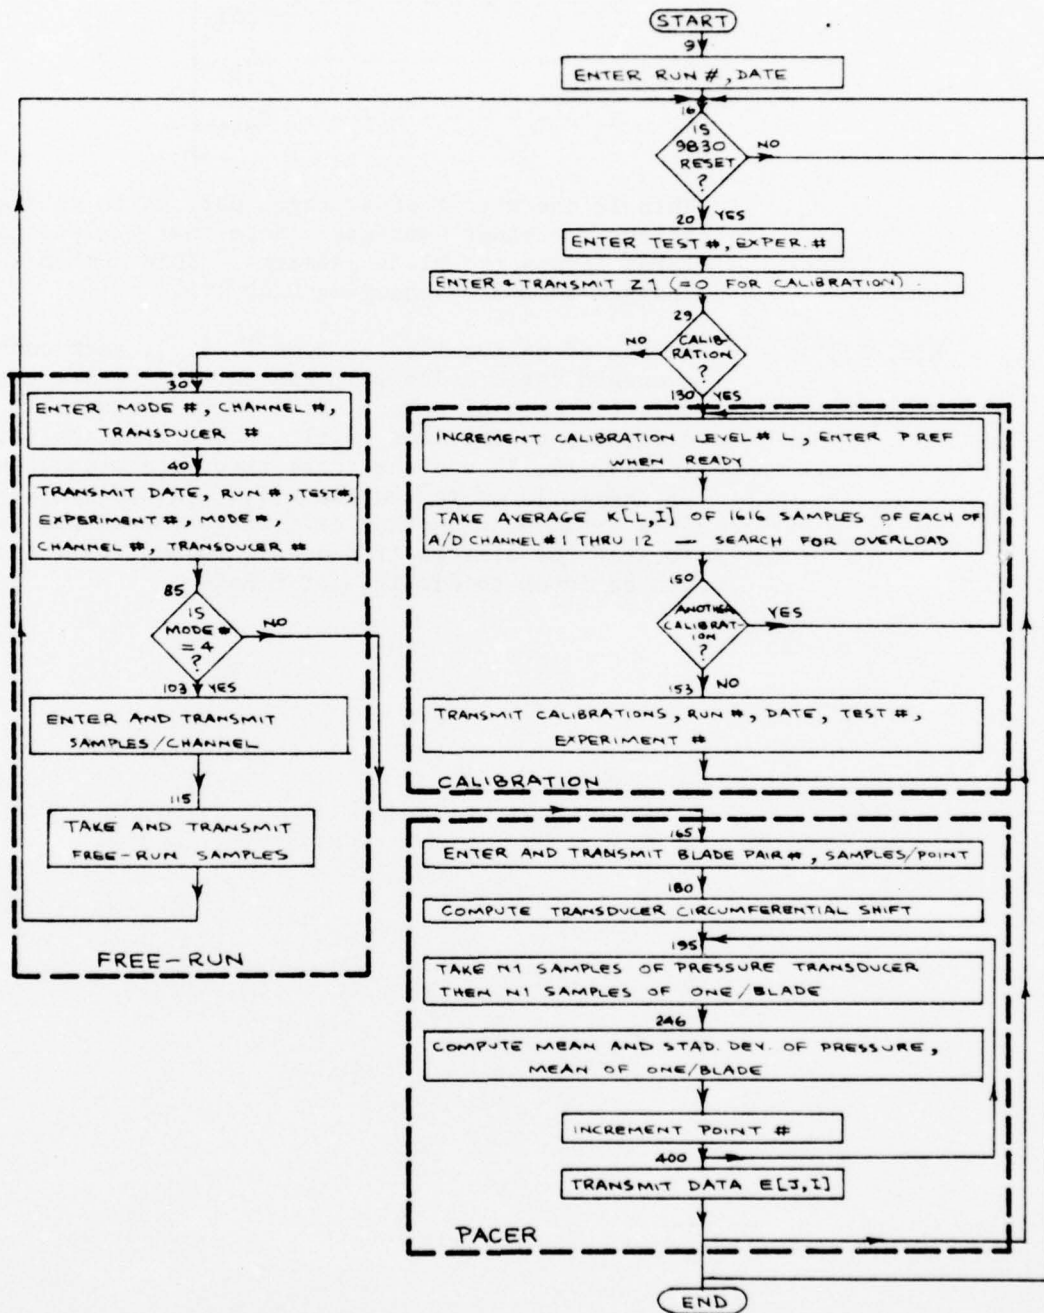 START
9
ENTER RUN #, DATE
16
IS
9830
RESET
?
NO
20 YES
ENTER TEST #, EXPER. #
ENTER & TRANSMIT Z1 (=0 FOR CALIBRATION)
29
CALIB-
RATION
?
NO
130 YES
30
ENTER MODE #, CHANNEL #,
TRANSDUCER #
40
TRANSMIT DATE, RUN #, TEST #,
EXPERIMENT #, MODE #,
CHANNEL #, TRANSDUCER #
85
IS
MODE #
= 4
?
NO
103 YES
ENTER AND TRANSMIT
SAMPLES/CHANNEL
115
TAKE AND TRANSMIT
FREE-RUN SAMPLES
FREE-RUN
INCREMENT CALIBRATION LEVEL # L, ENTER P REF
WHEN READY
TAKE AVERAGE K[L,I] OF 1616 SAMPLES OF EACH OF
A/D CHANNEL #1 THRU 12 — SEARCH FOR OVERLOAD
150
ANOTHER
CALIBRAT-
ION
?
YES
153 NO
TRANSMIT CALIBRATIONS, RUN #, DATE, TEST #,
EXPERIMENT #
CALIBRATION
165
ENTER AND TRANSMIT BLADE PAIR #, SAMPLES/POINT
180
COMPUTE TRANSDUCER CIRCUMFERENTIAL SHIFT
195
TAKE N1 SAMPLES OF PRESSURE TRANSDUCER
THEN N1 SAMPLES OF ONE/BLADE
246
COMPUTE MEAN AND STAD. DEV. OF PRESSURE,
MEAN OF ONE/BLADE
INCREMENT POINT #
400
TRANSMIT DATA E[J,I]
PACER
END